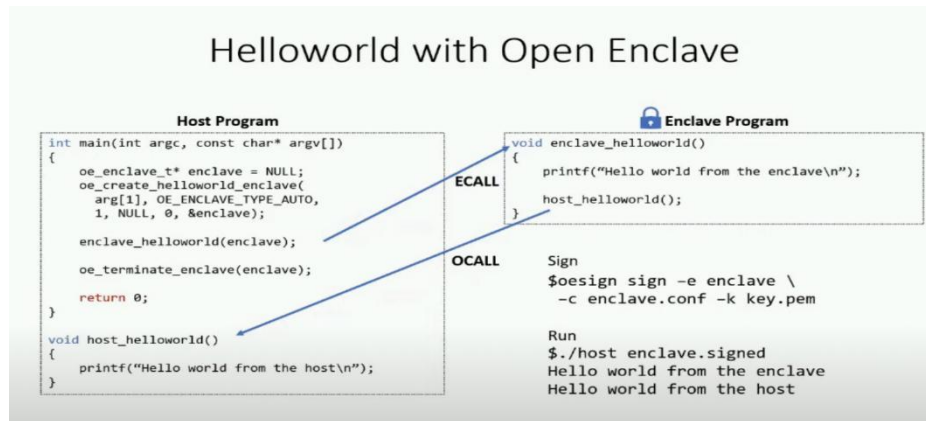 Helloworld with Open Enclave
Host Program
int main(int argc, const char* argv[])
{
oe_enclave_t* enclave = NULL;
oe_create_helloworld_enclave(
arg[1], OE_ENCLAVE_TYPE_AUTO,
1, NULL, 0, &enclave);
enclave_helloworld(enclave);
oe_terminate_enclave(enclave);
return 0;
}
void host_helloworld()
{
printf("Hello world from the host\n");
}
ECALL
OCALL
Enclave Program
void enclave_helloworld()
{
printf("Hello world from the enclave\n");
host_helloworld();
}
Sign
$oesign sign –e enclave \
–c enclave.conf –k key.pem
Run
$./host enclave.signed
Hello world from the enclave
Hello world from the host